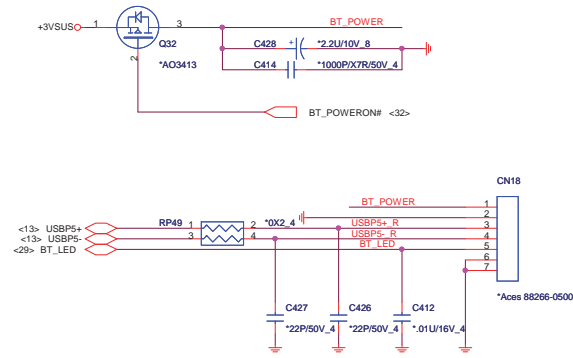 +3VSUS 1 3 BT_POWER
2
Q32
*AO3413
C428 + *2.2U/10V_8
C414 *1000P/X7R/50V_4
BT_POWERON# <32>
CN18
BT_POWER 1
2
<13> USBP5+ RP49 1 2 *0X2_4 USBP5+_R 3
<13> USBP5- 3 4 USBP5-_R 4
<29> BT_LED BT_LED 5
6
7
*Aces 88266-0500
C427 C426 C412
*22P/50V_4 *22P/50V_4 *.01U/16V_4